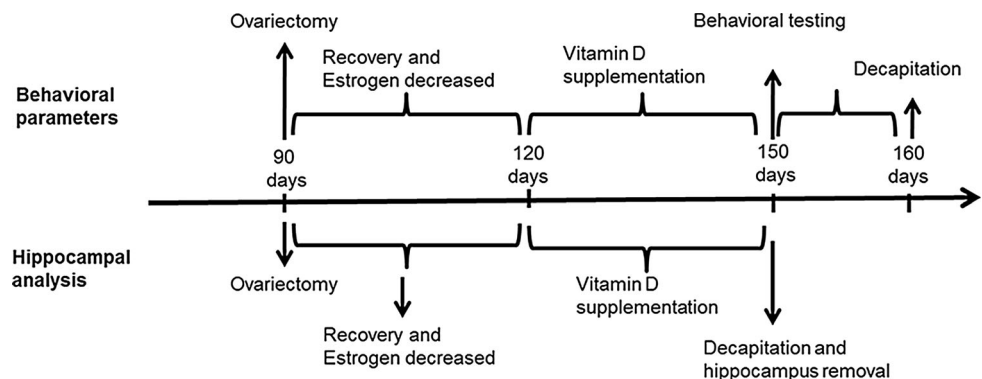 Ovariectomy
Behavioral testing
Recovery and
Estrogen decreased
Vitamin D
supplementation
Decapitation
Behavioral
parameters
90
days
120
days
150
days
160
days
Hippocampal
analysis
Ovariectomy
Recovery and
Estrogen decreased
Vitamin D
supplementation
Decapitation and
hippocampus removal